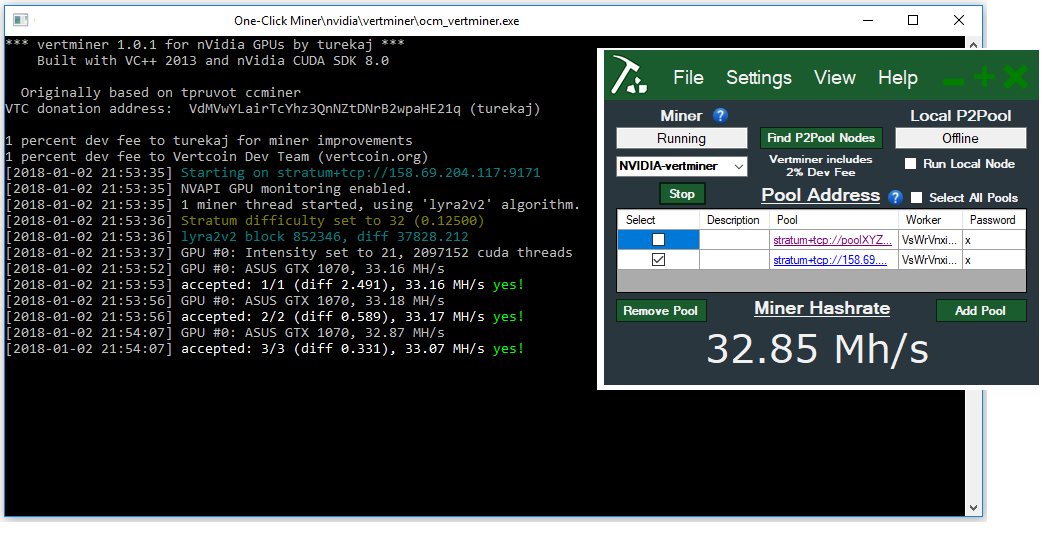 One-Click Miner\nvidia\vertminer\ocm_vertminer.exe
*** vertminer 1.0.1 for nVidia GPUs by turekaj ***
Built with VC++ 2013 and nVidia CUDA SDK 8.0
Originally based on tpruvot ccminer
VTC donation address: VdMVwYLairTcYhz3QnNZtDNrB2wpaHE21q (turekaj)
1 percent dev fee to turekaj for miner improvements
1 percent dev fee to Vertcoin Dev Team (vertcoin.org)
[2018-01-02 21:53:35] Starting on stratum+tcp://158.69.204.117:9171
[2018-01-02 21:53:35] NVAPI GPU monitoring enabled.
[2018-01-02 21:53:35] 1 miner thread started, using 'lyra2v2' algorithm.
[2018-01-02 21:53:36] Stratum difficulty set to 32 (0.12500)
[2018-01-02 21:53:36] lyra2v2 block 852346, diff 37828.212
[2018-01-02 21:53:37] GPU #0: Intensity set to 21, 2097152 cuda threads
[2018-01-02 21:53:52] GPU #0: ASUS GTX 1070, 33.16 MH/s
[2018-01-02 21:53:53] accepted: 1/1 (diff 2.491), 33.16 MH/s yes!
[2018-01-02 21:53:56] GPU #0: ASUS GTX 1070, 33.18 MH/s
[2018-01-02 21:53:56] accepted: 2/2 (diff 0.589), 33.17 MH/s yes!
[2018-01-02 21:54:07] GPU #0: ASUS GTX 1070, 32.87 MH/s
[2018-01-02 21:54:07] accepted: 3/3 (diff 0.331), 33.07 MH/s yes!
File Settings View Help
Miner ? Local P2Pool
Running Find P2Pool Nodes Offline
NVIDIA-vertminer Vertminer includes Run Local Node
2% Dev Fee
Stop Pool Address ? Select All Pools
Select Description Pool Worker Password
stratum+tcp://poolXYZ... VsWrVnxi... x
stratum+tcp://158.69.... VsWrVnxi... x
Remove Pool Miner Hashrate Add Pool
32.85 Mh/s